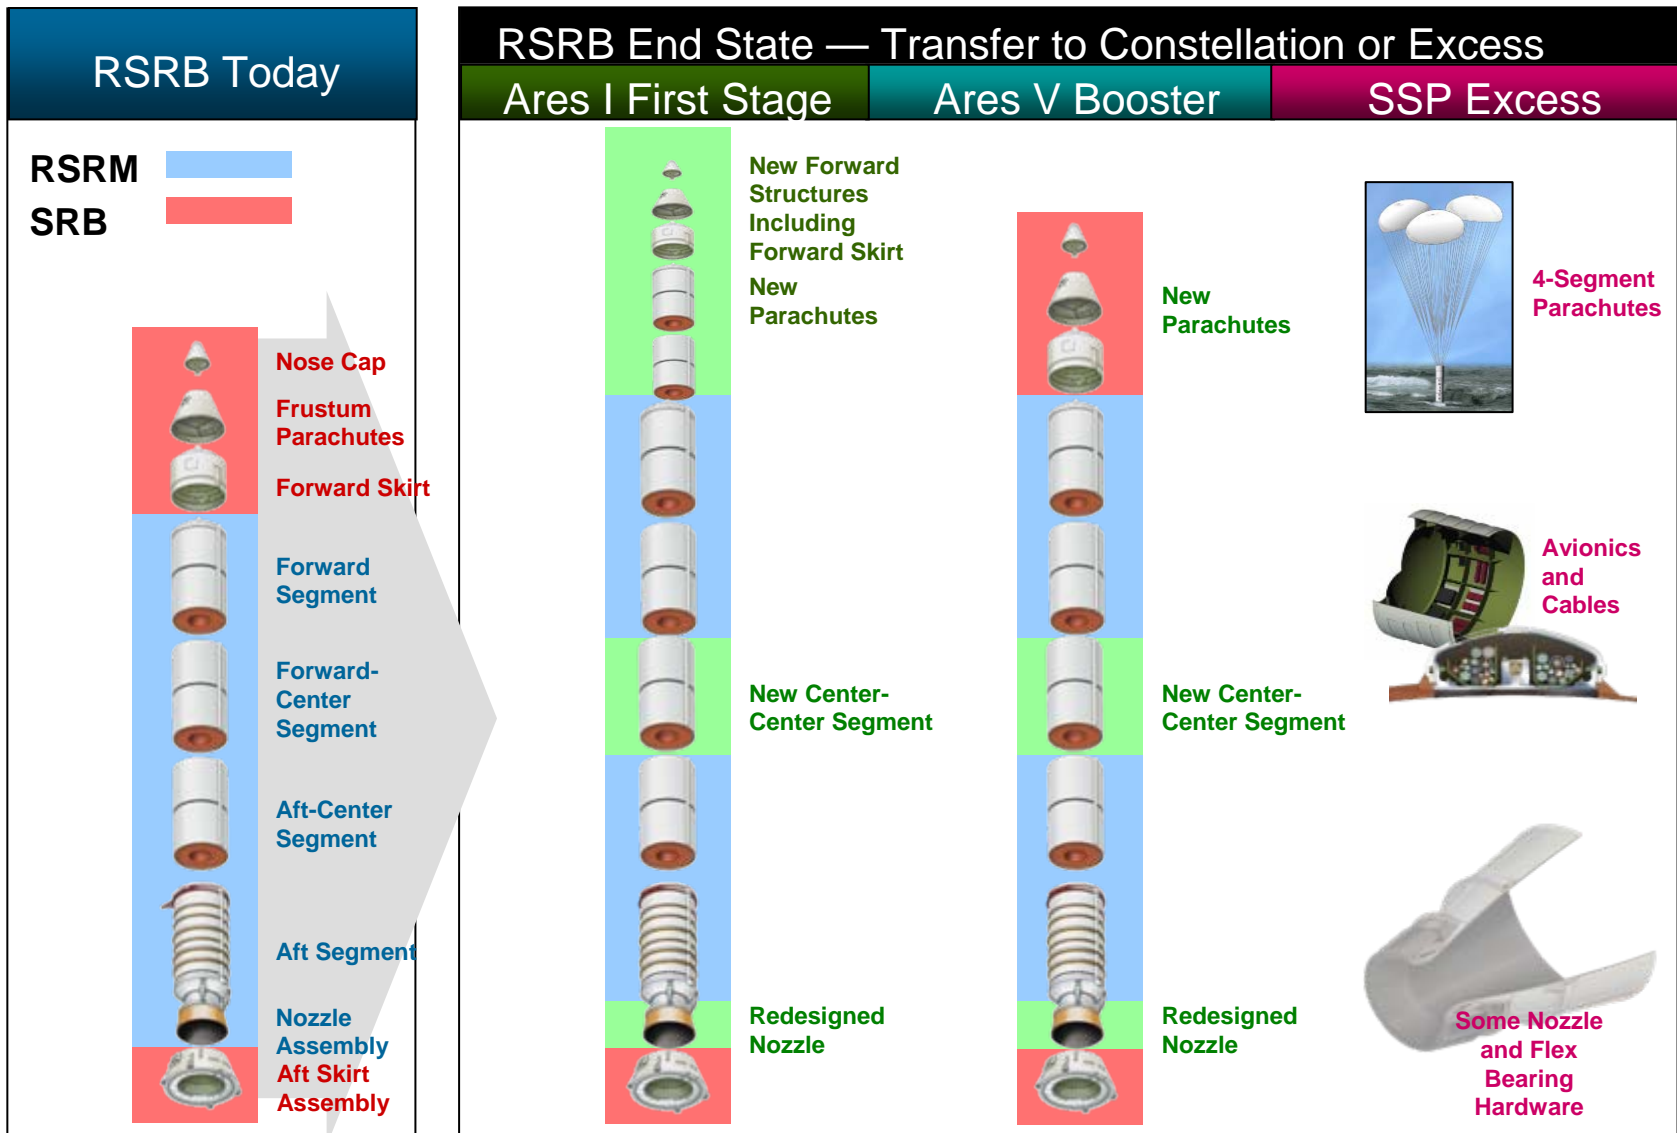 RSRB Today
RSRM
SRB
Nose Cap
Frustum
Parachutes
Forward Skirt
Forward
Segment
Forward-
Center
Segment
Aft-Center
Segment
Aft Segment
Nozzle
Assembly
Aft Skirt
Assembly
RSRB End State — Transfer to Constellation or Excess
Ares I First Stage
New Forward
Structures
Including
Forward Skirt
New
Parachutes
New Center-
Center Segment
Redesigned
Nozzle
Ares V Booster
New
Parachutes
New Center-
Center Segment
Redesigned
Nozzle
SSP Excess
4-Segment
Parachutes
Avionics
and
Cables
Some Nozzle
and Flex
Bearing
Hardware